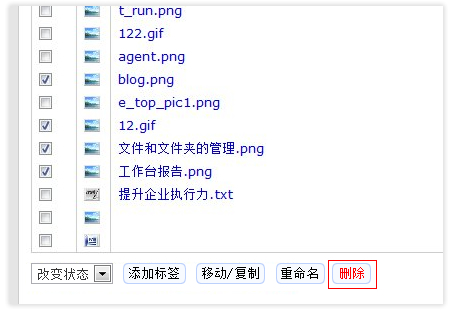 t_run.png
122.gif
agent.png
blog.png
e_top_pic1.png
12.gif
文件和文件夹的管理.png
工作台报告.png
提升企业执行力.txt
改变状态 添加标签 移动/复制 重命名 删除